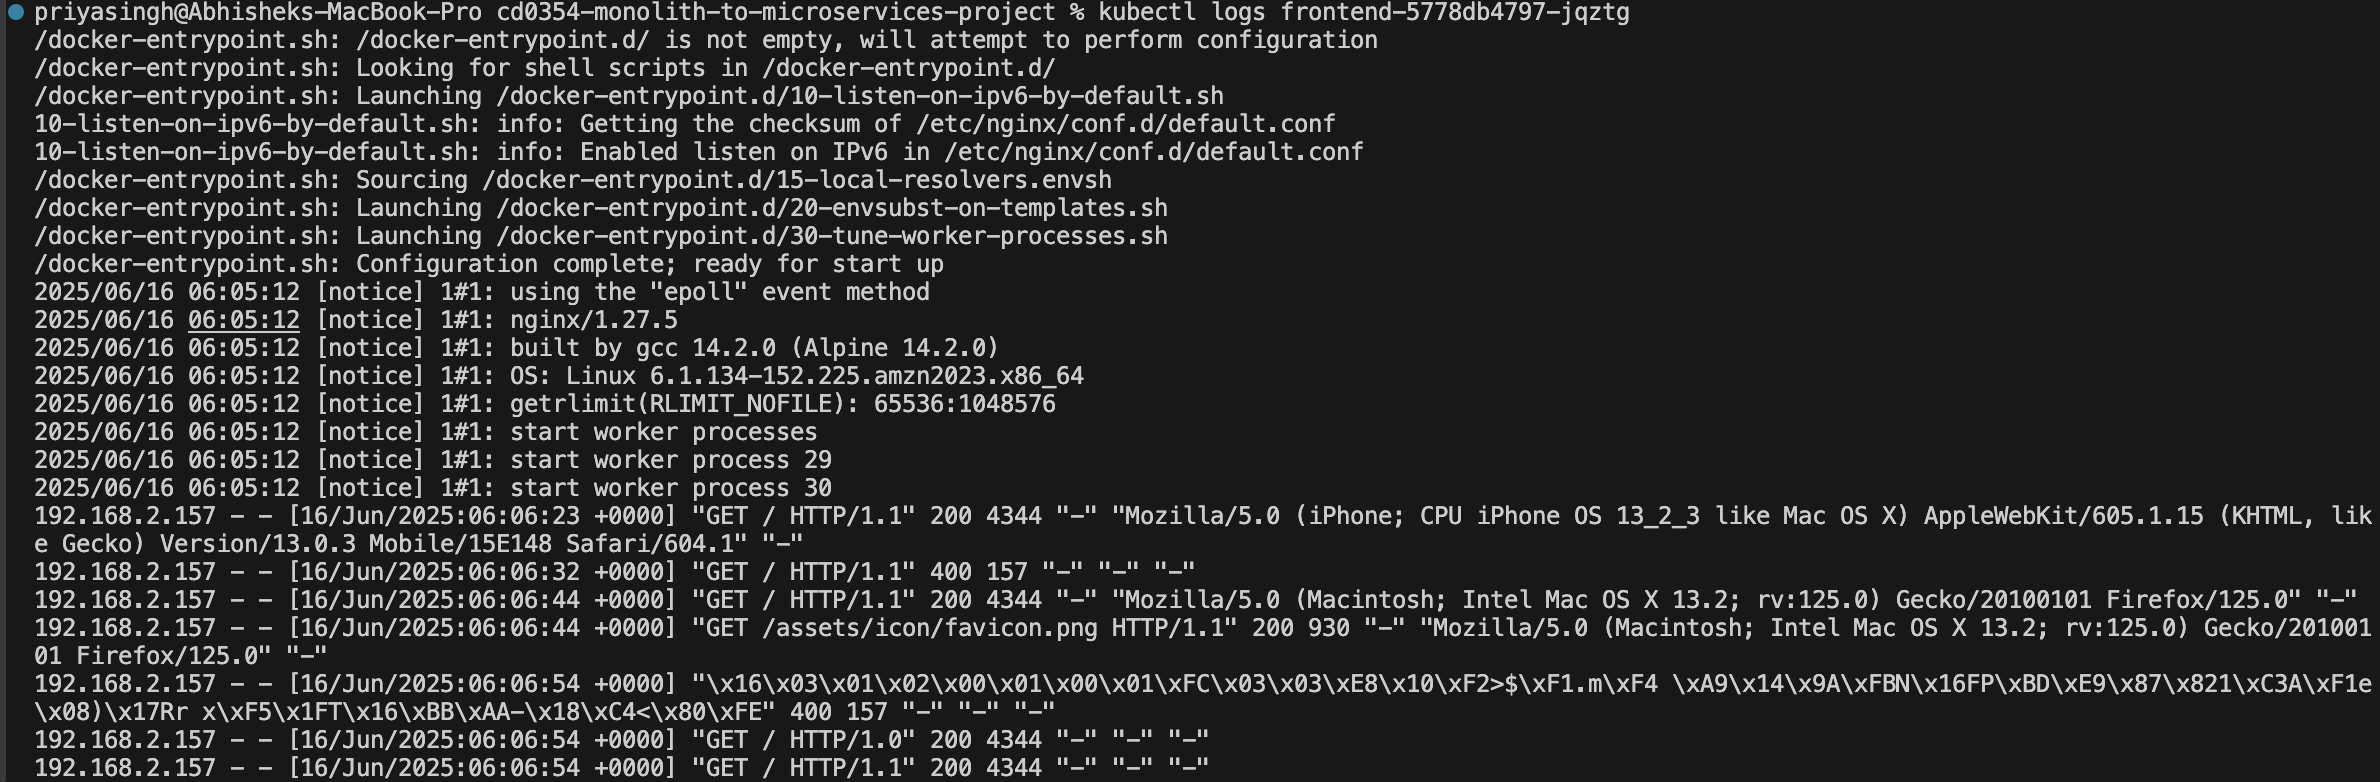 priyasingh@Abhisheks-MacBook-Pro cd0354-monolith-to-microservices-project % kubectl logs frontend-5778db4797-jqztg
/docker-entrypoint.sh: /docker-entrypoint.d/ is not empty, will attempt to perform configuration
/docker-entrypoint.sh: Looking for shell scripts in /docker-entrypoint.d/
/docker-entrypoint.sh: Launching /docker-entrypoint.d/10-listen-on-ipv6-by-default.sh
10-listen-on-ipv6-by-default.sh: info: Getting the checksum of /etc/nginx/conf.d/default.conf
10-listen-on-ipv6-by-default.sh: info: Enabled listen on IPv6 in /etc/nginx/conf.d/default.conf
/docker-entrypoint.sh: Sourcing /docker-entrypoint.d/15-local-resolvers.envsh
/docker-entrypoint.sh: Launching /docker-entrypoint.d/20-envsubst-on-templates.sh
/docker-entrypoint.sh: Launching /docker-entrypoint.d/30-tune-worker-processes.sh
/docker-entrypoint.sh: Configuration complete; ready for start up
2025/06/16 06:05:12 [notice] 1#1: using the "epoll" event method
2025/06/16 06:05:12 [notice] 1#1: nginx/1.27.5
2025/06/16 06:05:12 [notice] 1#1: built by gcc 14.2.0 (Alpine 14.2.0)
2025/06/16 06:05:12 [notice] 1#1: OS: Linux 6.1.134-152.225.amzn2023.x86_64
2025/06/16 06:05:12 [notice] 1#1: getrlimit(RLIMIT_NOFILE): 65536:1048576
2025/06/16 06:05:12 [notice] 1#1: start worker processes
2025/06/16 06:05:12 [notice] 1#1: start worker process 29
2025/06/16 06:05:12 [notice] 1#1: start worker process 30
192.168.2.157 - - [16/Jun/2025:06:06:23 +0000] "GET / HTTP/1.1" 200 4344 "-" "Mozilla/5.0 (iPhone; CPU iPhone OS 13_2_3 like Mac OS X) AppleWebKit/605.1.15 (KHTML, lik
e Gecko) Version/13.0.3 Mobile/15E148 Safari/604.1" "-"
192.168.2.157 - - [16/Jun/2025:06:06:32 +0000] "GET / HTTP/1.1" 400 157 "-" "-" "-"
192.168.2.157 - - [16/Jun/2025:06:06:44 +0000] "GET / HTTP/1.1" 200 4344 "-" "Mozilla/5.0 (Macintosh; Intel Mac OS X 13.2; rv:125.0) Gecko/20100101 Firefox/125.0" "-"
192.168.2.157 - - [16/Jun/2025:06:06:44 +0000] "GET /assets/icon/favicon.png HTTP/1.1" 200 930 "-" "Mozilla/5.0 (Macintosh; Intel Mac OS X 13.2; rv:125.0) Gecko/201001
01 Firefox/125.0" "-"
192.168.2.157 - - [16/Jun/2025:06:06:54 +0000] "\x16\x03\x01\x02\x00\x01\x00\x01\xFC\x03\x03\xE8\x10\xF2>$\xF1.m\xF4 \xA9\x14\x9A\xFBN\x16FP\xBD\xE9\x87\x821\xC3A\xF1e
\x08)\x17Rr x\xF5\x1FT\x16\xBB\xAA-\x18\xC4<\x80\xFE" 400 157 "-" "-" "-"
192.168.2.157 - - [16/Jun/2025:06:06:54 +0000] "GET / HTTP/1.0" 200 4344 "-" "-" "-"
192.168.2.157 - - [16/Jun/2025:06:06:54 +0000] "GET / HTTP/1.1" 200 4344 "-" "-" "-"